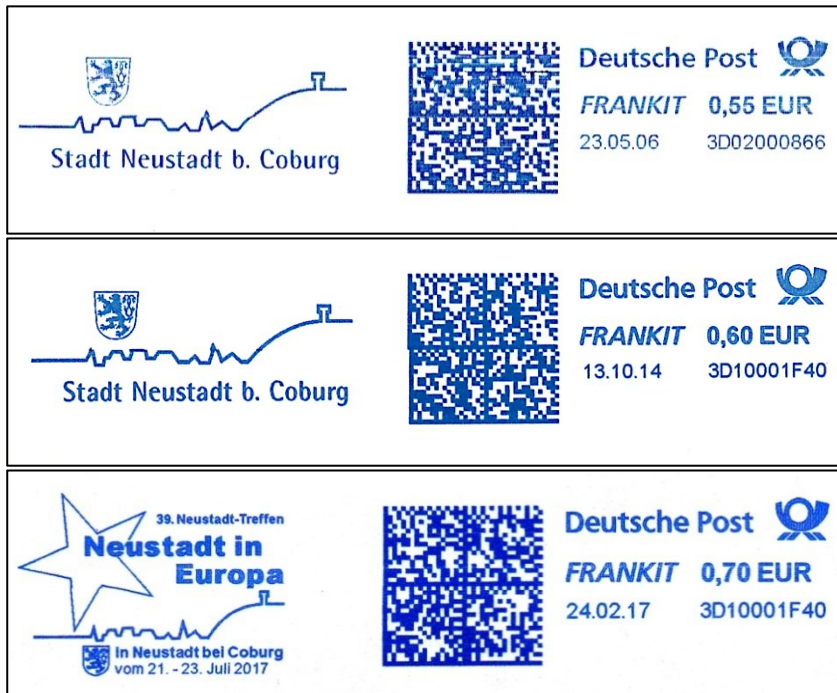 Stadt Neustadt b. Coburg
Deutsche Post
FRANKIT 0,55 EUR
23.05.06 3D02000866
Stadt Neustadt b. Coburg
Deutsche Post
FRANKIT 0,60 EUR
13.10.14 3D10001F40
39. Neustadt-Treffen
Neustadt in
Europa
in Neustadt bei Coburg
vom 21. - 23. Juli 2017
Deutsche Post
FRANKIT 0,70 EUR
24.02.17 3D10001F40